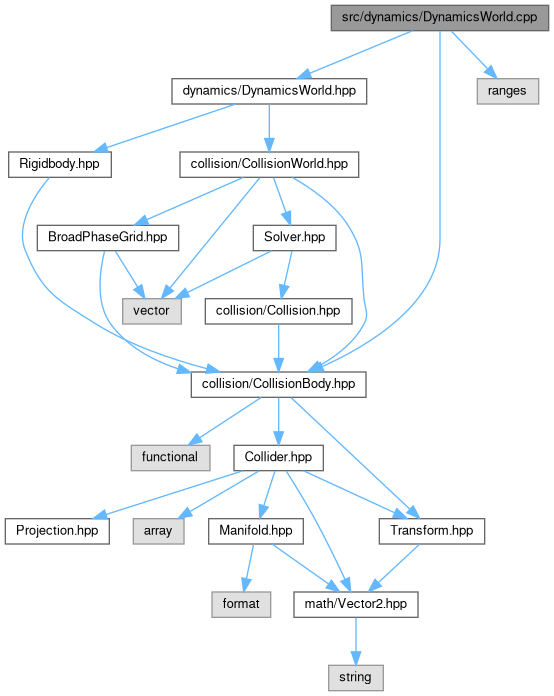 src/dynamics/DynamicsWorld.cpp
dynamics/DynamicsWorld.hpp
ranges
Rigidbody.hpp
collision/CollisionWorld.hpp
BroadPhaseGrid.hpp
Solver.hpp
vector
collision/Collision.hpp
collision/CollisionBody.hpp
functional
Collider.hpp
Projection.hpp
array
Manifold.hpp
Transform.hpp
format
math/Vector2.hpp
string